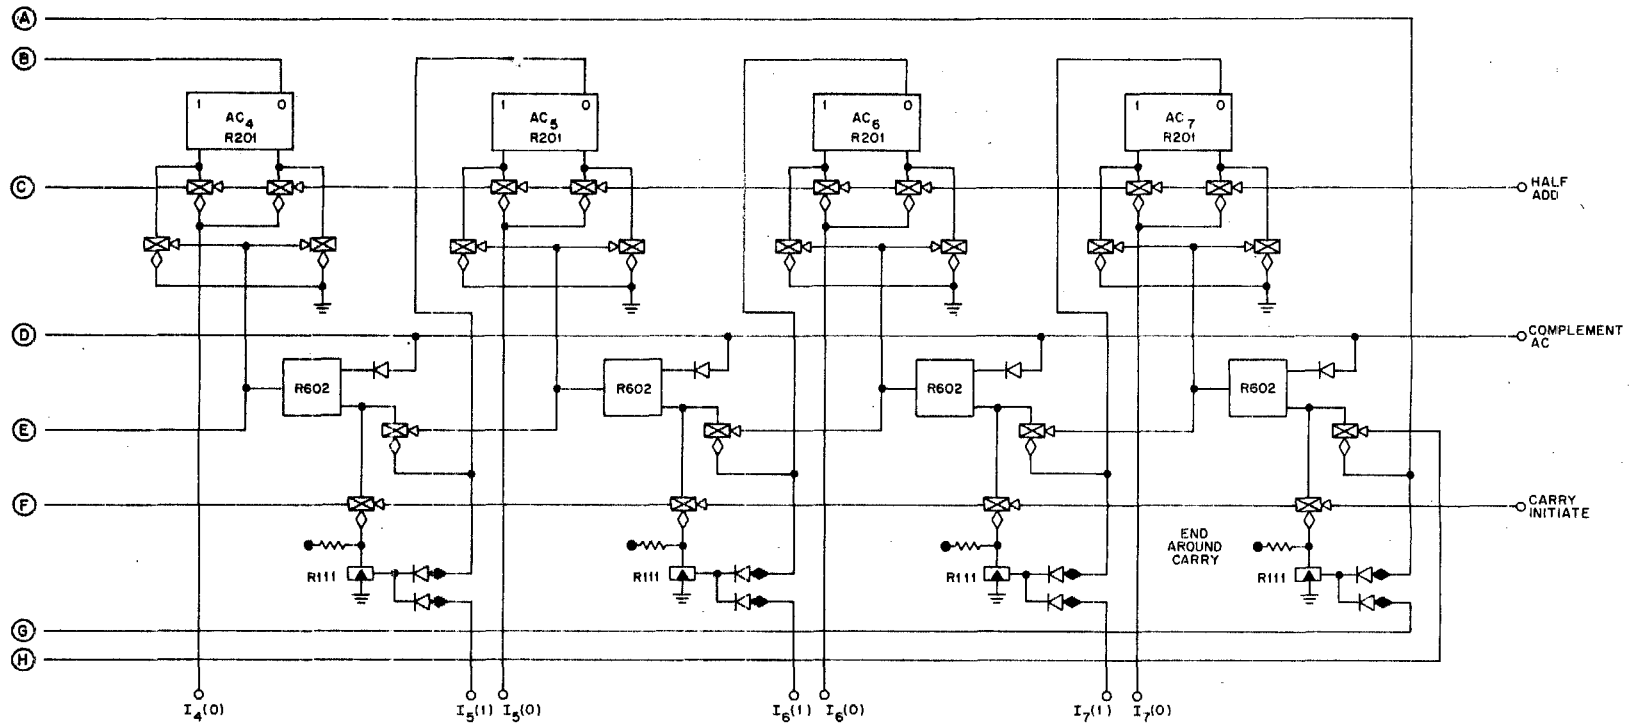 A
B
1 0
AC4
R201
1 0
AC5
R201
1 0
AC6
R201
1 0
AC7
R201
C
HALF
ADD
D
COMPLEMENT
AC
R602
R602
R602
R602
E
F
CARRY
INITIATE
END
AROUND
CARRY
R111
R111
R111
R111
G
H
I4(0)
I5(1) I5(0)
I6(1) I6(0)
I7(1) I7(0)